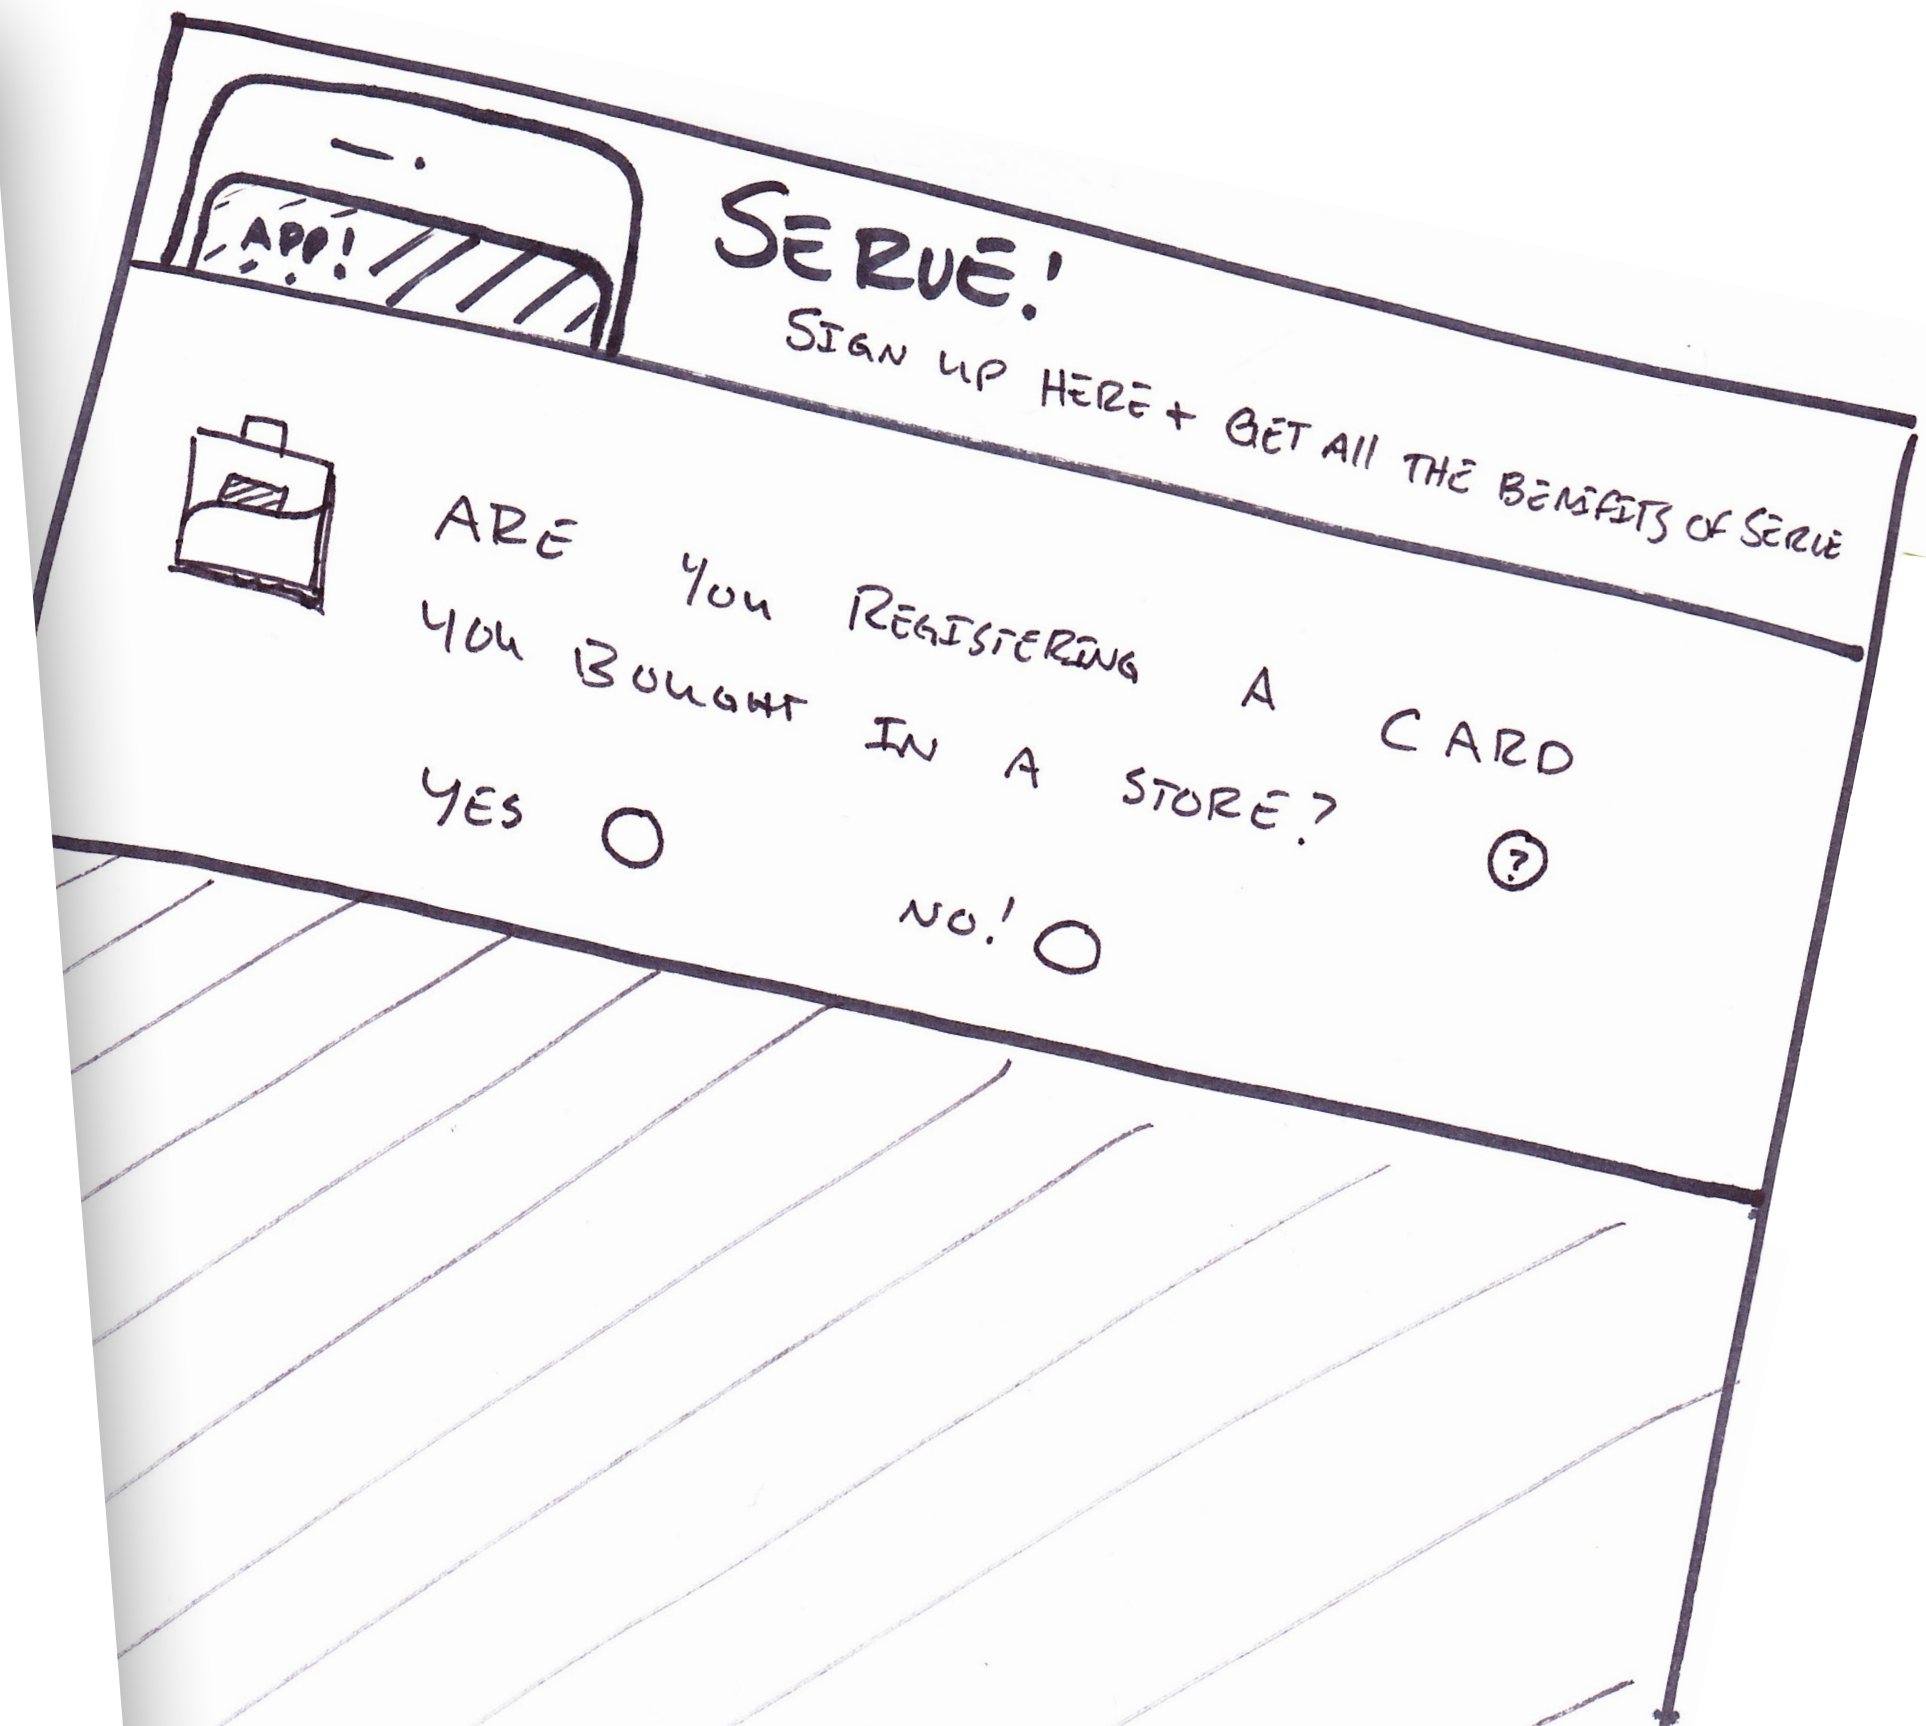 APP!
SERVE!
SIGN UP HERE + GET All THE BENIFITS OF SERVE
ARE YOU REGISTERING A CARD
YOU BOUGHT IN A STORE?
?
YES
NO!